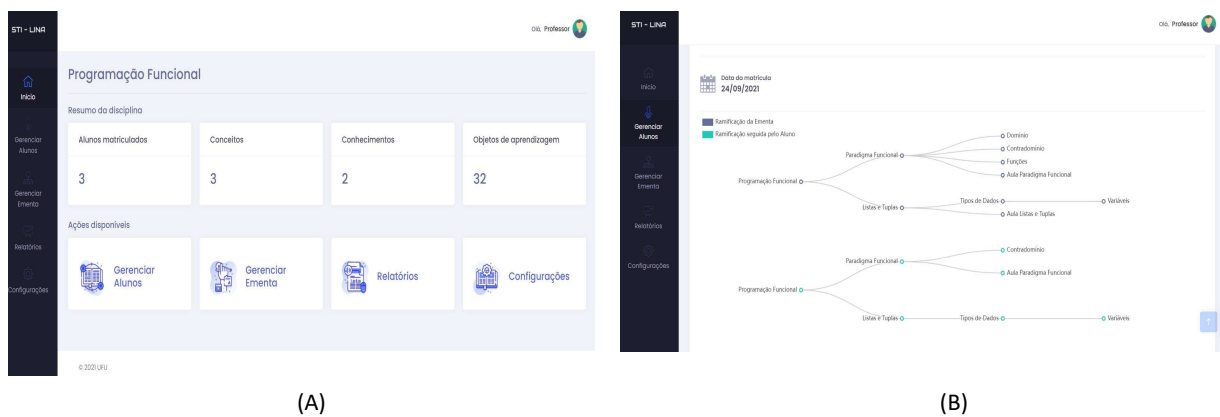 STI - LINA
Olá, Professor
Início
Gerenciar
Alunos
Gerenciar
Ementa
Relatórios
Configurações
Programação Funcional
Resumo da disciplina
Alunos matriculados
3
Conceitos
3
Conhecimentos
2
Objetos de aprendizagem
32
Ações disponíveis
Gerenciar
Alunos
Gerenciar
Ementa
Relatórios
Configurações
© 2021 UFU
(A)
STI - LINA
Olá, Professor
Início
Gerenciar
Alunos
Gerenciar
Ementa
Relatórios
Configurações
Data da matrícula
24/09/2021
Ramificação da Ementa
Ramificação seguida pelo Aluno
Programação Funcional
Paradigma Funcional
Domínio
Contradomínio
Funções
Aula Paradigma Funcional
Listas e Tuplas
Tipos de Dados
Variáveis
Aula Listas e Tuplas
Programação Funcional
Paradigma Funcional
Contradomínio
Aula Paradigma Funcional
Listas e Tuplas
Tipos de Dados
Variáveis
(B)